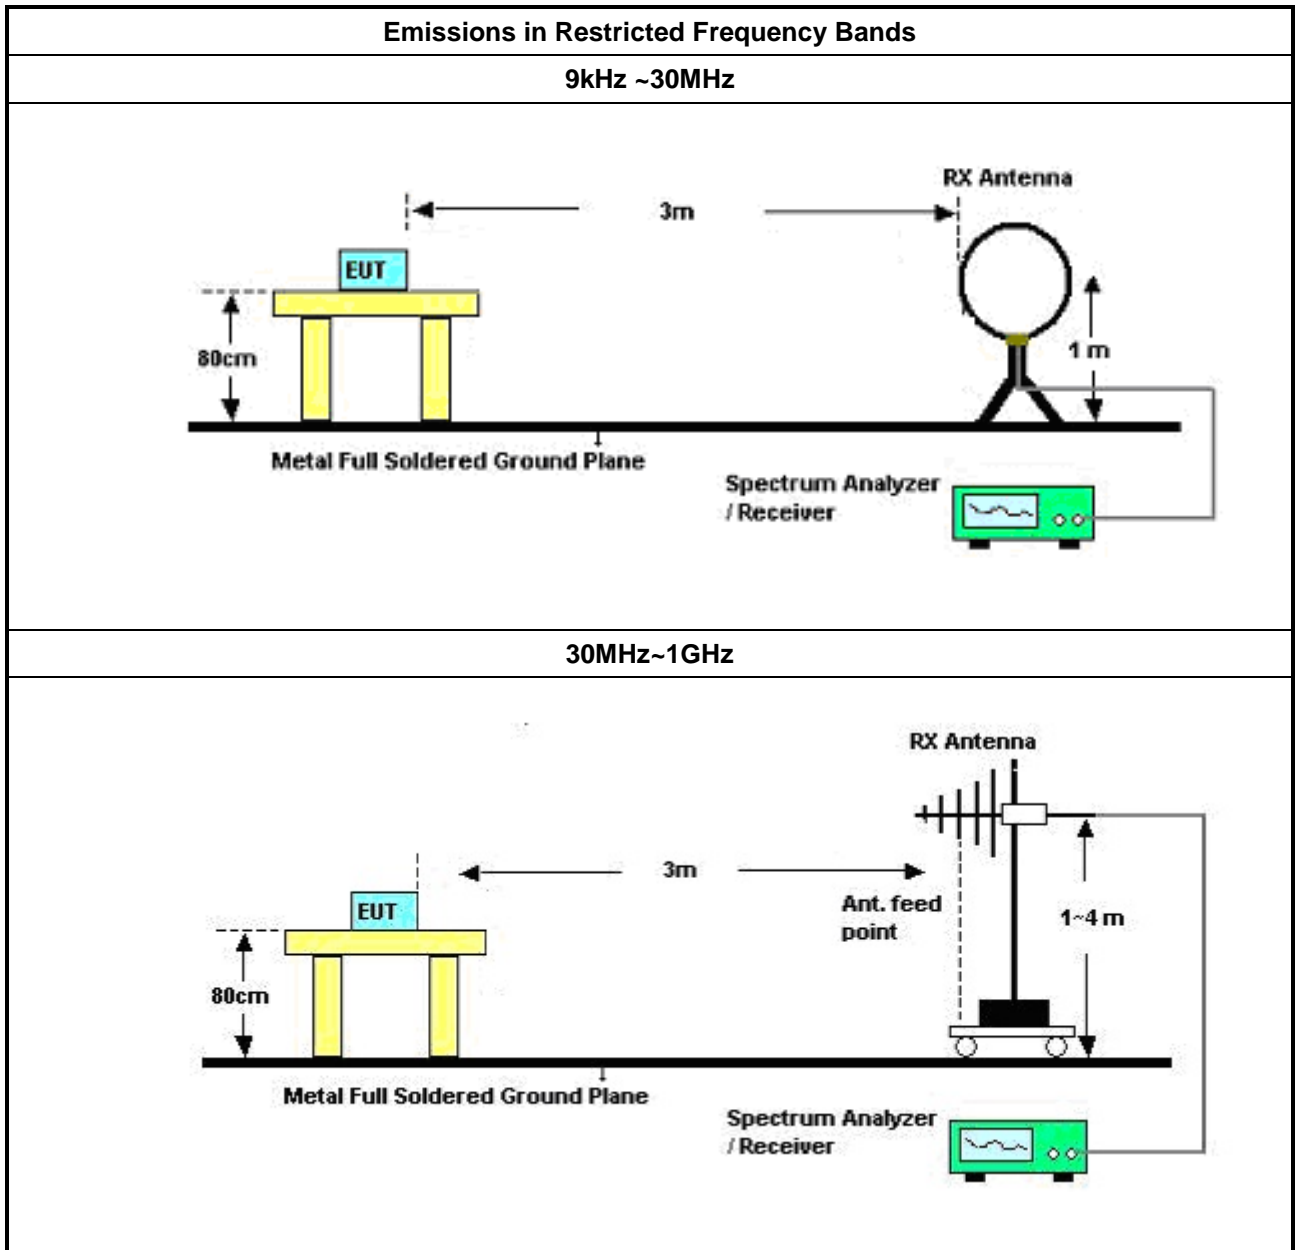 Emissions in Restricted Frequency Bands
9kHz ~30MHz
RX Antenna
3m
EUT
80cm
1 m
Metal Full Soldered Ground Plane
Spectrum Analyzer
/ Receiver
30MHz~1GHz
RX Antenna
3m
Ant. feed
point
EUT
1~4 m
80cm
Metal Full Soldered Ground Plane
Spectrum Analyzer
/ Receiver